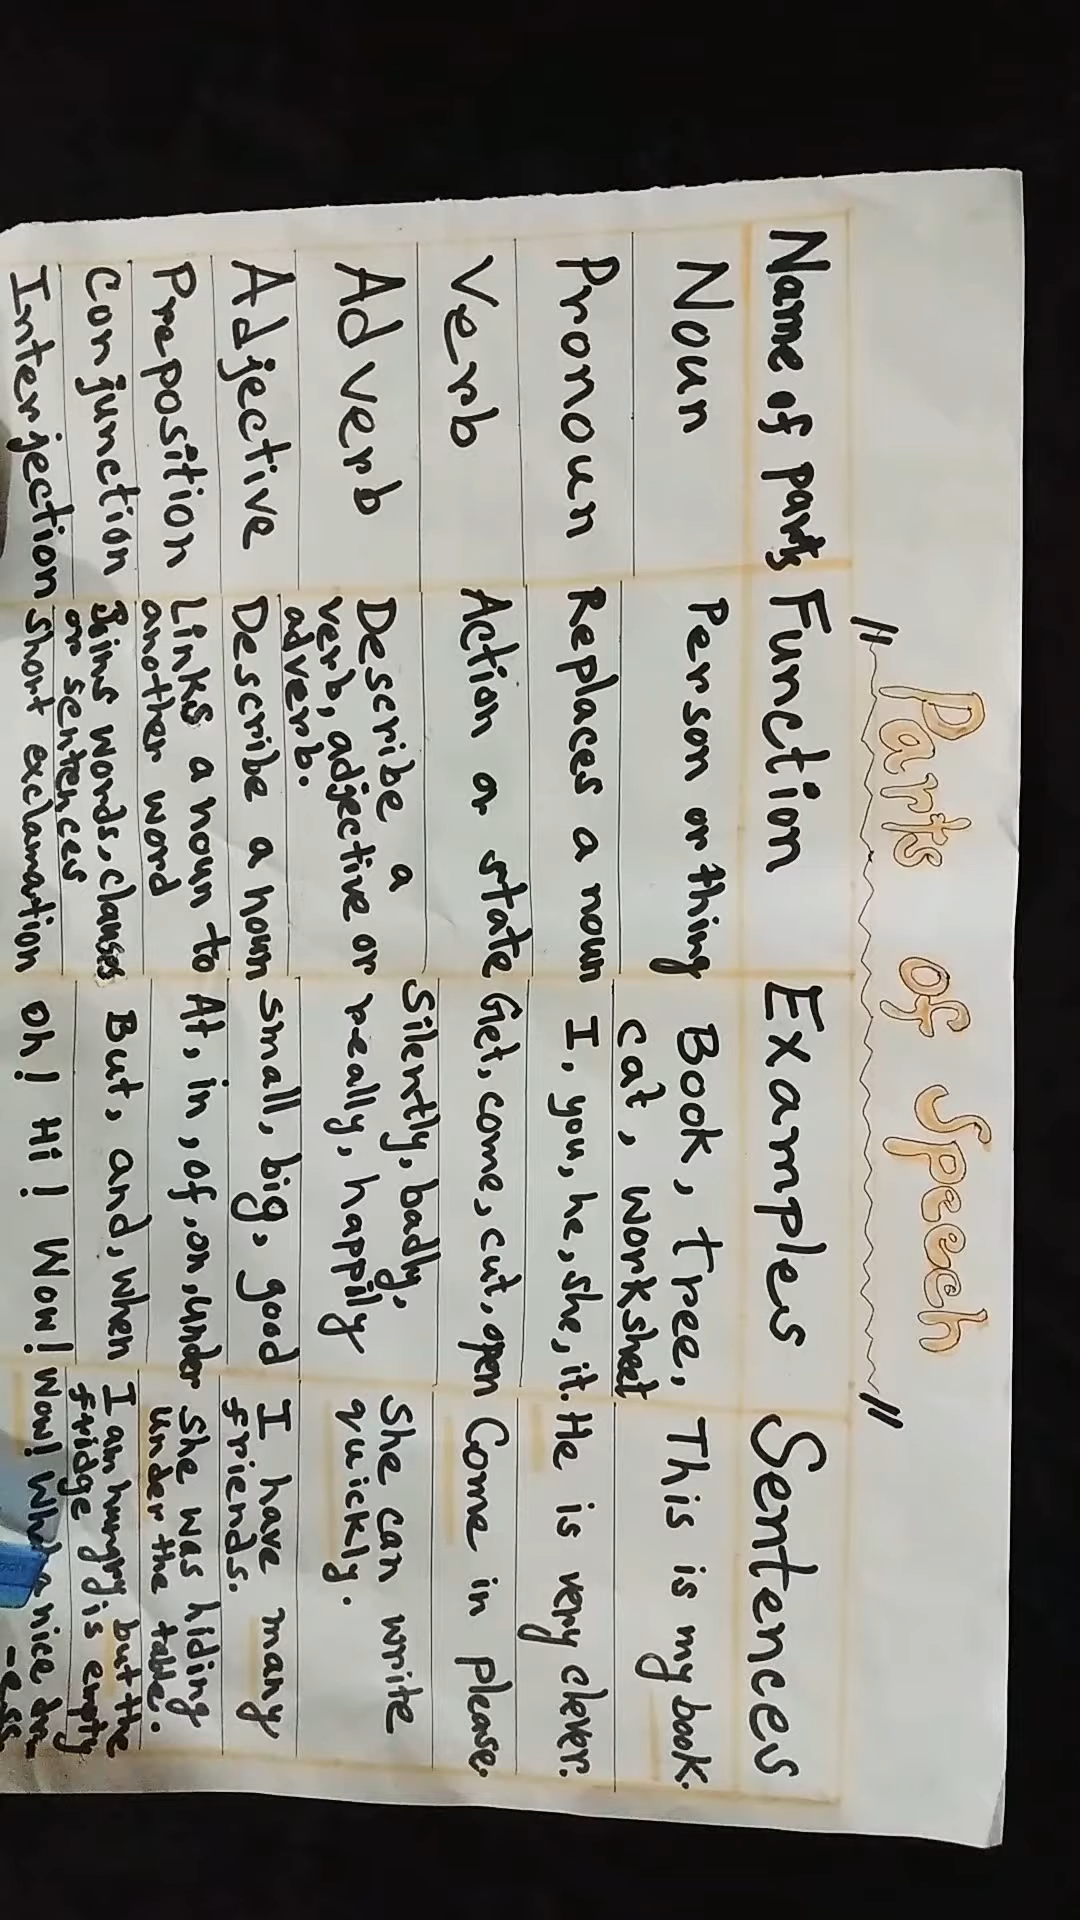 Parts of Speech
Name of parts Function Examples Sentences
Noun Person or thing Book, tree, This is my book.
cat, worksheet
Pronoun Replaces a noun I, you, he, she, it. He is very clever.
Verb Action or state Get, come, cut, open Come in please.
Adverb Describe a Silently, badly, She can write
verb, adjective or really, happily quickly.
adverb.
Adjective Describe a noun small, big, good I have many
friends.
Preposition Links a noun to At, in, of, on, under She was hiding
another word under the table.
Conjunction Joins words, clauses But, and, when I am hungry but the
or sentences fridge is empty
Interjection short exclamation Oh! Hi! Wow! Wow! What a nice